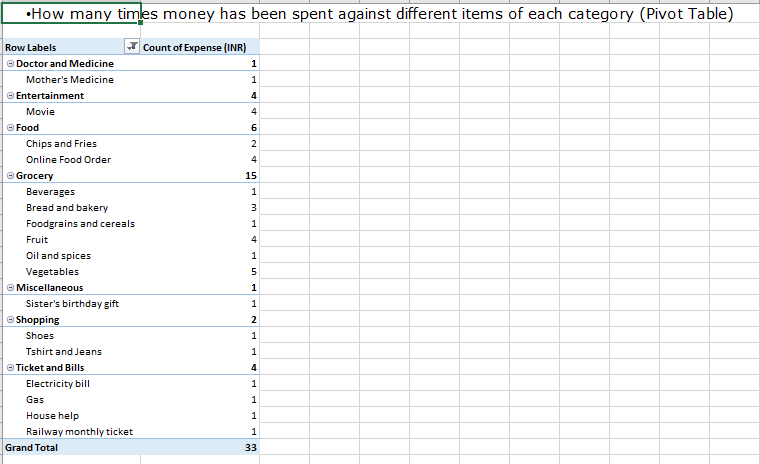 •How many times money has been spent against different items of each category (Pivot Table)
Row Labels Count of Expense (INR)
Doctor and Medicine 1
Mother's Medicine 1
Entertainment 4
Movie 4
Food 6
Chips and Fries 2
Online Food Order 4
Grocery 15
Beverages 1
Bread and bakery 3
Foodgrains and cereals 1
Fruit 4
Oil and spices 1
Vegetables 5
Miscellaneous 1
Sister's birthday gift 1
Shopping 2
Shoes 1
Tshirt and Jeans 1
Ticket and Bills 4
Electricity bill 1
Gas 1
House help 1
Railway monthly ticket 1
Grand Total 33